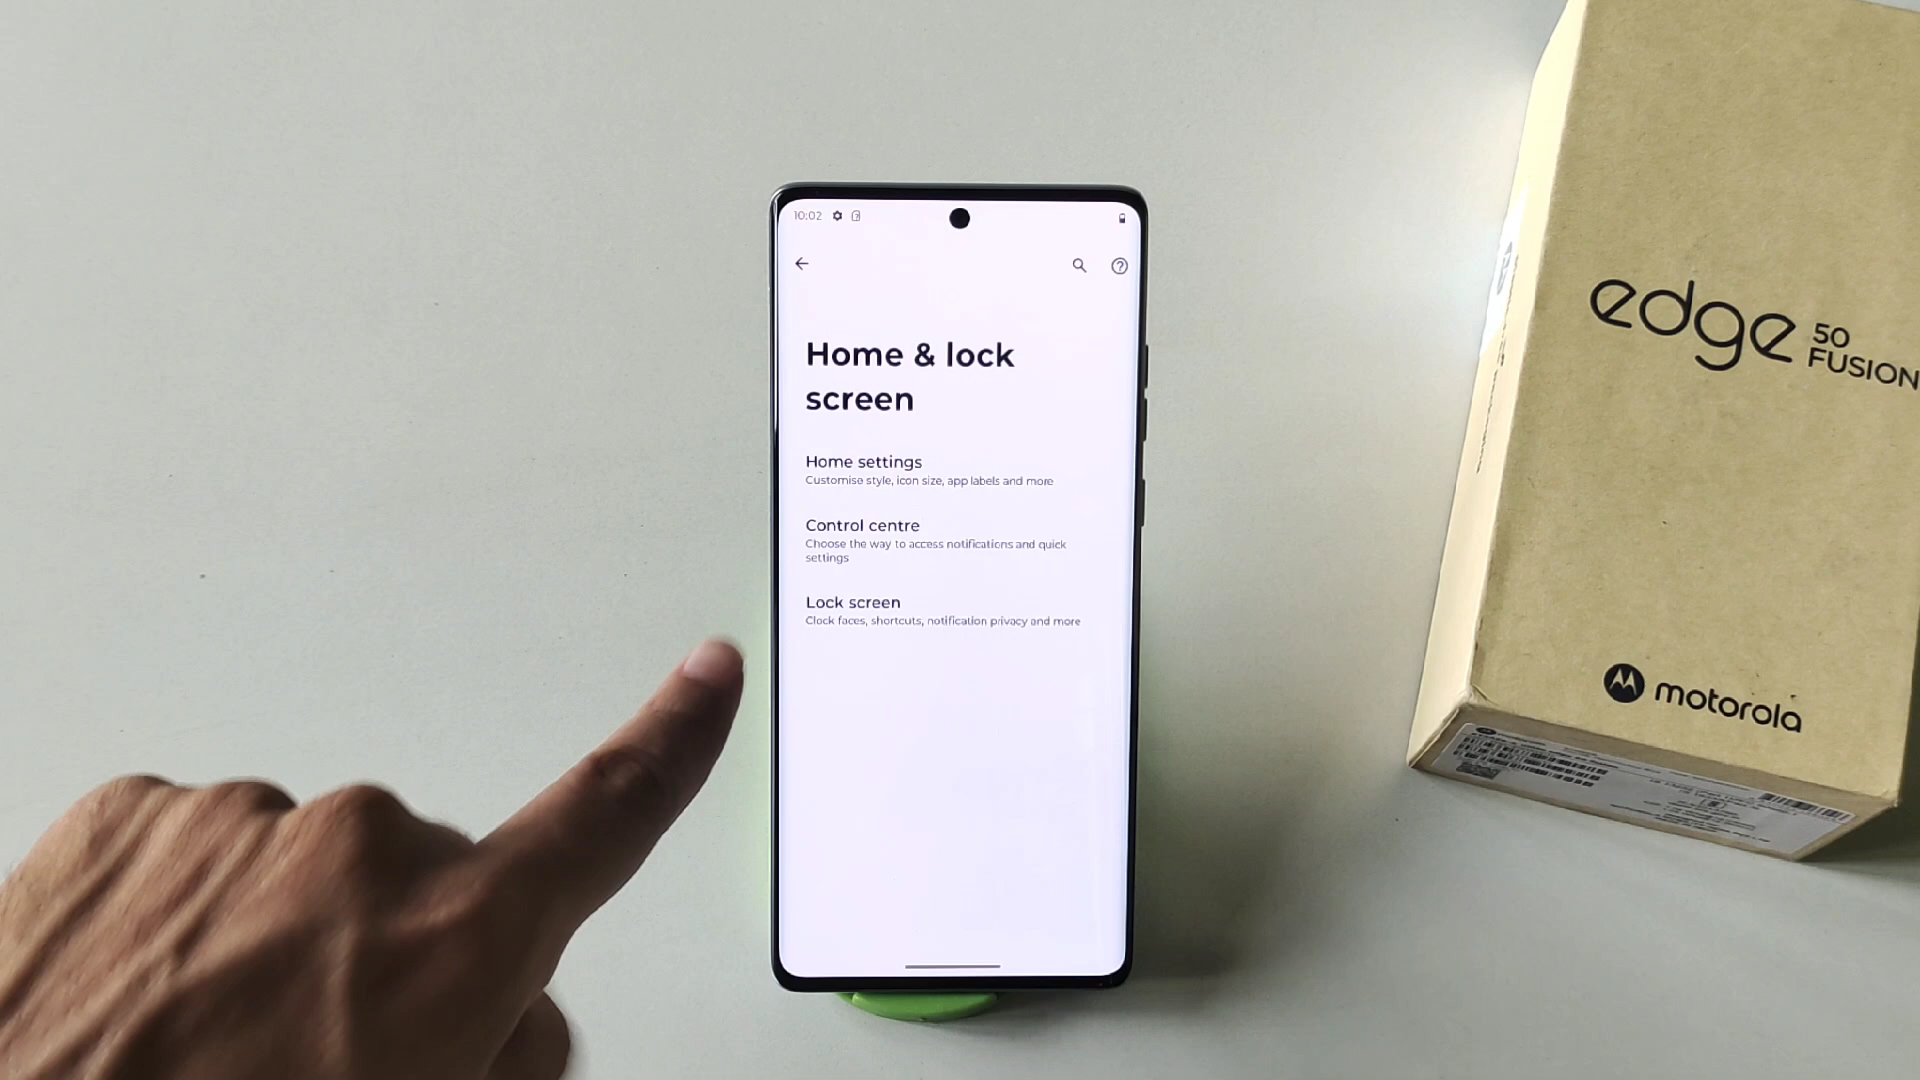 10:02
Home & lock
screen
Home settings
Customise style, icon size, app labels and more
Control centre
Choose the way to access notifications and quick
settings
Lock screen
Clock faces, shortcuts, notification privacy and more
edge 50
FUSION
motorola